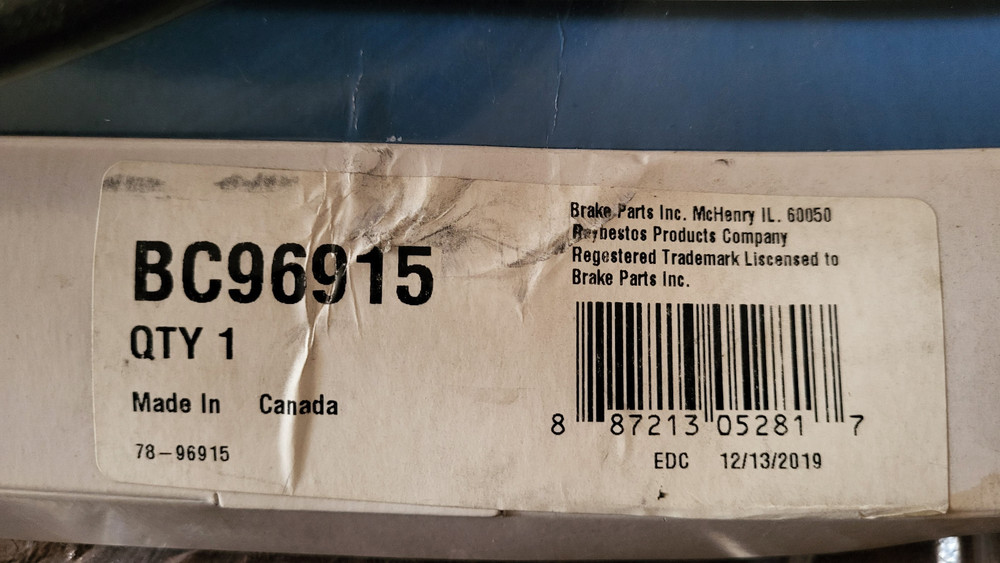 BC96915
QTY 1
Made In Canada
78-96915
Brake Parts Inc. McHenry IL. 60050
Raybestos Products Company
Regestered Trademark Liscensed to
Brake Parts Inc.
8 87213 05281 7
EDC 12/13/2019